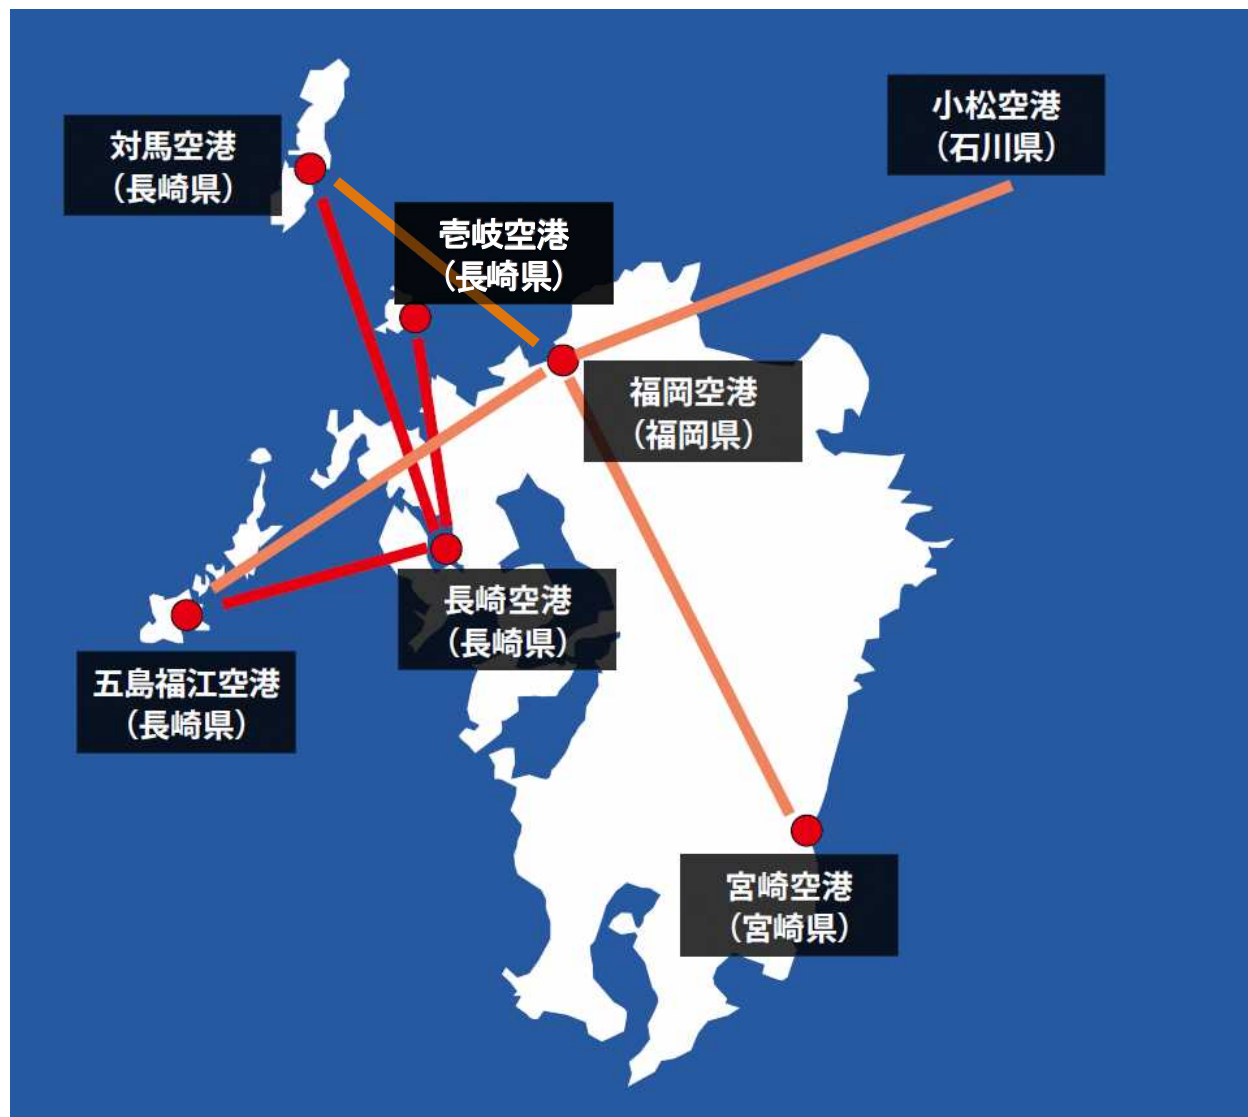 小松空港
（石川県）
対馬空港
（長崎県）
壱岐空港
（長崎県）
福岡空港
（福岡県）
長崎空港
（長崎県）
五島福江空港
（長崎県）
宮崎空港
（宮崎県）